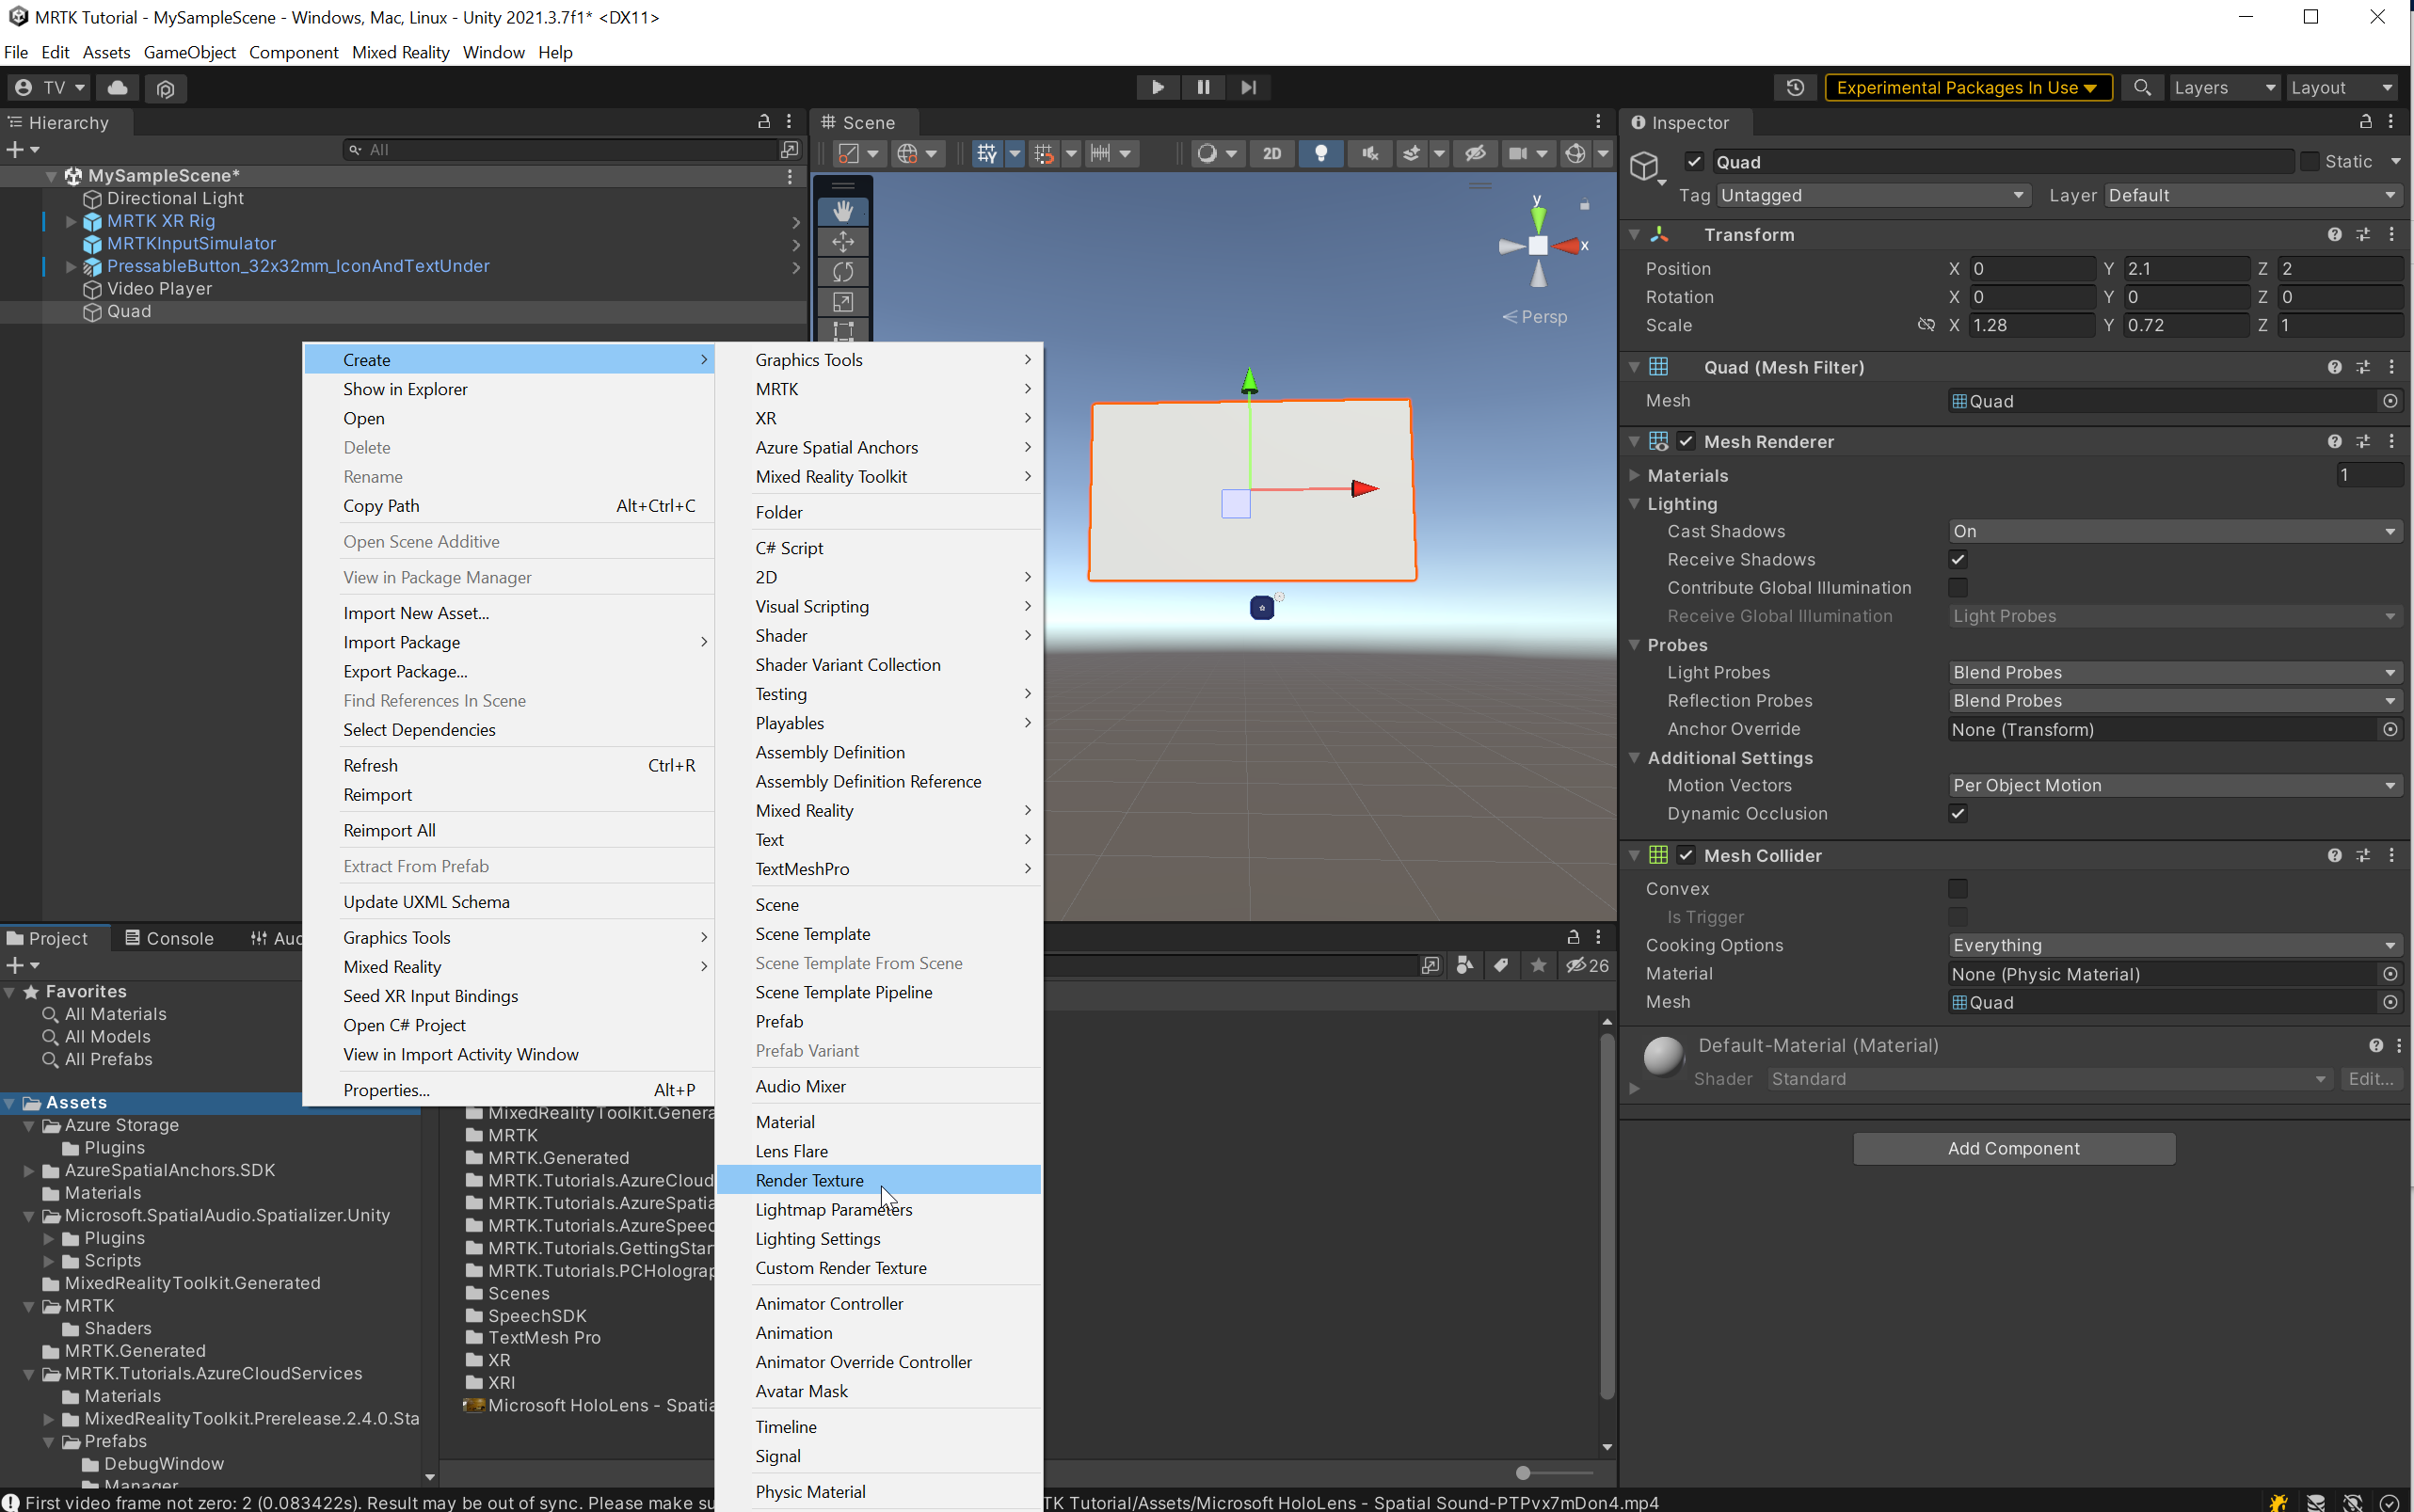 MRTK Tutorial - MySampleScene - Windows, Mac, Linux - Unity 2021.3.7f1* <DX11>
File Edit Assets GameObject Component Mixed Reality Window Help
TV
Experimental Packages In Use
Layers
Layout
Hierarchy
All
MySampleScene*
Directional Light
MRTK XR Rig
MRTKInputSimulator
PressableButton_32x32mm_IconAndTextUnder
Video Player
Quad
Create
Show in Explorer
Open
Delete
Rename
Copy Path Alt+Ctrl+C
Open Scene Additive
View in Package Manager
Import New Asset...
Import Package
Export Package...
Find References In Scene
Select Dependencies
Refresh Ctrl+R
Reimport
Reimport All
Extract From Prefab
Update UXML Schema
Graphics Tools
Mixed Reality
Seed XR Input Bindings
Open C# Project
View in Import Activity Window
Properties... Alt+P
Graphics Tools
MRTK
XR
Azure Spatial Anchors
Mixed Reality Toolkit
Folder
C# Script
2D
Visual Scripting
Shader
Shader Variant Collection
Testing
Playables
Assembly Definition
Assembly Definition Reference
Mixed Reality
Text
TextMeshPro
Scene
Scene Template
Scene Template From Scene
Scene Template Pipeline
Prefab
Prefab Variant
Audio Mixer
Material
Lens Flare
Render Texture
Lightmap Parameters
Lighting Settings
Custom Render Texture
Animator Controller
Animation
Animator Override Controller
Avatar Mask
Timeline
Signal
Physic Material
Scene
2D
y
x
Persp
Inspector
Quad
Static
Tag Untagged Layer Default
Transform
Position X 0 Y 2.1 Z 2
Rotation X 0 Y 0 Z 0
Scale X 1.28 Y 0.72 Z 1
Quad (Mesh Filter)
Mesh Quad
Mesh Renderer
Materials 1
Lighting
Cast Shadows On
Receive Shadows
Contribute Global Illumination
Receive Global Illumination Light Probes
Probes
Light Probes Blend Probes
Reflection Probes Blend Probes
Anchor Override None (Transform)
Additional Settings
Motion Vectors Per Object Motion
Dynamic Occlusion
Mesh Collider
Convex
Is Trigger
Cooking Options Everything
Material None (Physic Material)
Mesh Quad
Default-Material (Material)
Shader Standard Edit...
Add Component
Project Console Auc
26
Favorites
All Materials
All Models
All Prefabs
Assets
Azure Storage
Plugins
AzureSpatialAnchors.SDK
Materials
Microsoft.SpatialAudio.Spatializer.Unity
Plugins
Scripts
MixedRealityToolkit.Generated
MRTK
Shaders
MRTK.Generated
MRTK.Tutorials.AzureCloudServices
Materials
MixedRealityToolkit.Prerelease.2.4.0.Sta
Prefabs
DebugWindow
Manager
MixedRealityToolkit.Genera
MRTK
MRTK.Generated
MRTK.Tutorials.AzureCloud
MRTK.Tutorials.AzureSpatia
MRTK.Tutorials.AzureSpeec
MRTK.Tutorials.GettingStar
MRTK.Tutorials.PCHolograp
Scenes
SpeechSDK
TextMesh Pro
XR
XRI
Microsoft HoloLens - Spatia
First video frame not zero: 2 (0.083422s). Result may be out of sync. Please make su TK Tutorial/Assets/Microsoft HoloLens - Spatial Sound-PTPvx7mDon4.mp4